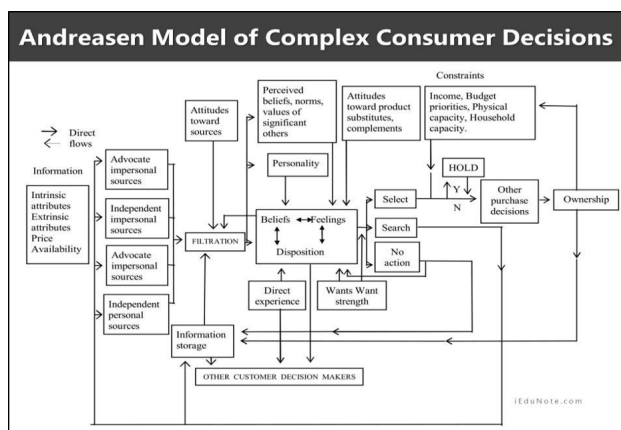 Andreasen Model of Complex Consumer Decisions
Constraints
Perceived
beliefs, norms,
values of
significant
others
Attitudes
toward product
substitutes,
complements
Income, Budget
priorities, Physical
capacity, Household
capacity.
Attitudes
toward
sources
Direct
flows
Information
Intrinsic
attributes
Extrinsic
attributes
Price
Availability
Advocate
impersonal
sources
Independent
impersonal
sources
Advocate
impersonal
sources
Independent
personal
sources
FILTRATION
Personality
Beliefs
Feelings
Disposition
Select
Search
No
action
HOLD
Y
N
Other
purchase
decisions
Ownership
Direct
experience
Wants Want
strength
Information
storage
OTHER CUSTOMER DECISION MAKERS
iEduNote.com